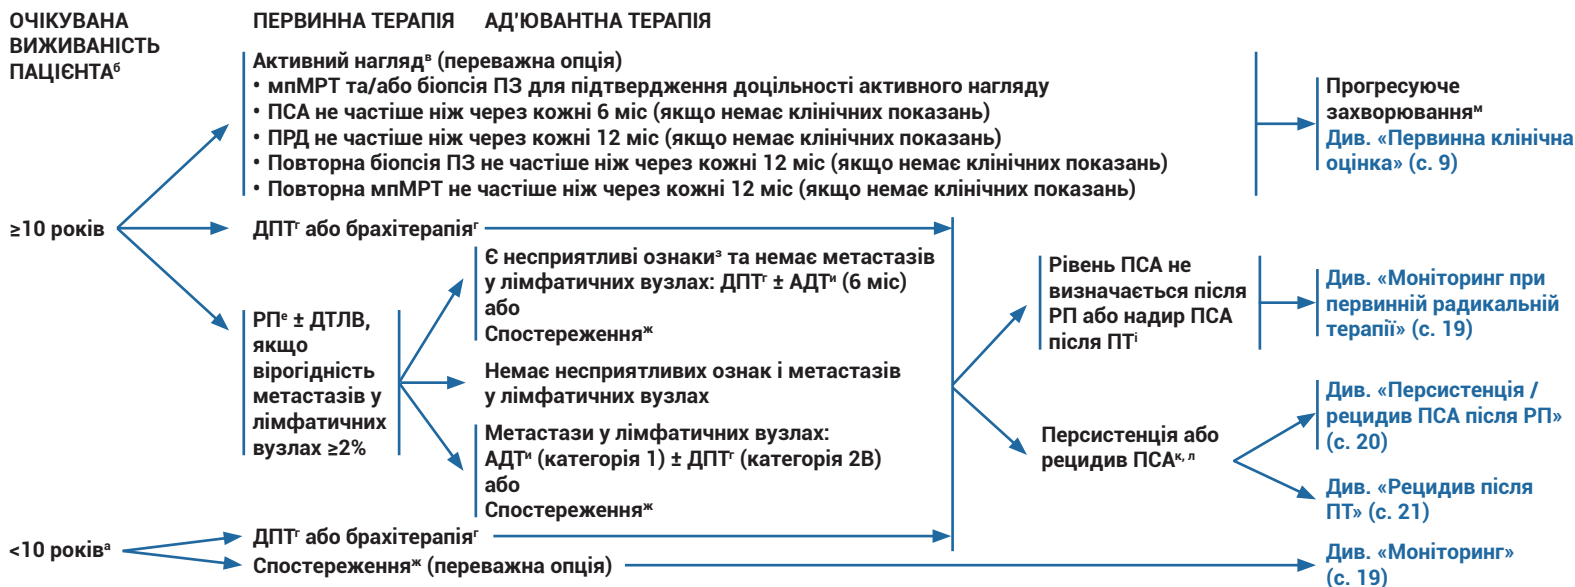 ОЧІКУВАНА
ВИЖИВАНІСТЬ
ПАЦІЄНТАᵇ
ПЕРВИННА ТЕРАПІЯ
АД’ЮВАНТНА ТЕРАПІЯ
Активний наглядᵛ (переважна опція)
• мпМРТ та/або біопсія ПЗ для підтвердження доцільності активного нагляду
• ПСА не частіше ніж через кожні 6 міс (якщо немає клінічних показань)
• ПРД не частіше ніж через кожні 12 міс (якщо немає клінічних показань)
• Повторна біопсія ПЗ не частіше ніж через кожні 12 міс (якщо немає клінічних показань)
• Повторна мпМРТ не частіше ніж через кожні 12 міс (якщо немає клінічних показань)
Прогресуюче
захворюванням
Див. «Первинна клінічна
оцінка» (с. 9)
≥10 років
ДПТг або брахітерапіяг
РПе ± ДТЛВ,
якщо
вірогідність
метастазів у
лімфатичних
вузлах ≥2%
Є несприятливі ознакиз та немає метастазів
у лімфатичних вузлах: ДПТг ± АДТи (6 міс)
або
Спостереженняж
Немає несприятливих ознак і метастазів
у лімфатичних вузлах
Метастази у лімфатичних вузлах:
АДТи (категорія 1) ± ДПТг (категорія 2В)
або
Спостереженняж
Рівень ПСА не
визначається після
РП або надир ПСА
після ПТі
Див. «Моніторинг при
первинній радикальній
терапії» (с. 19)
Персистенція або
рецидив ПСАк, л
Див. «Персистенція /
рецидив ПСА після РП»
(с. 20)
Див. «Рецидив після
ПТ» (с. 21)
<10 роківа
ДПТг або брахітерапіяг
Спостереженняж (переважна опція)
Див. «Моніторинг»
(с. 19)